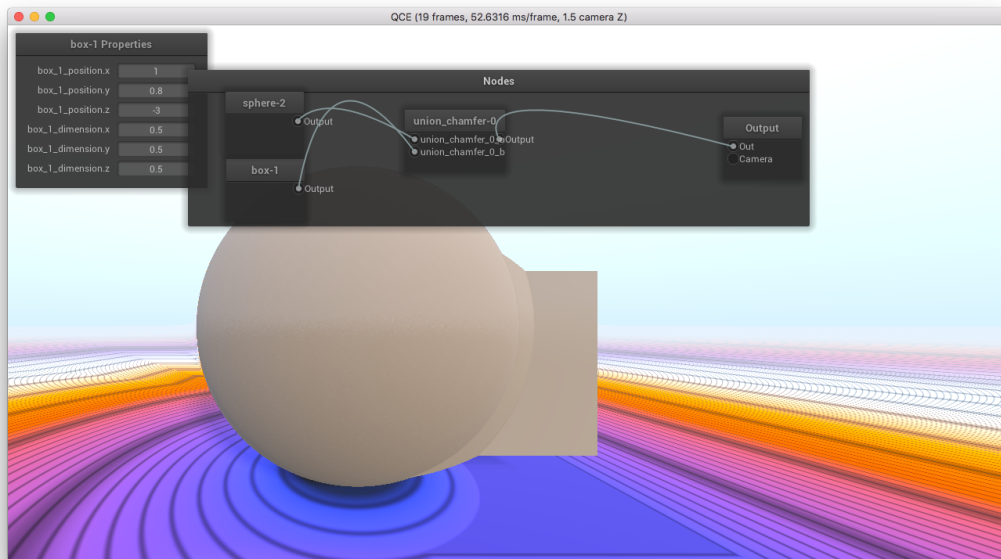 QCE (19 frames, 52.6316 ms/frame, 1.5 camera Z)
box-1 Properties
box_1_position.x 1
box_1_position.y 0.8
box_1_position.z -3
box_1_dimension.x 0.5
box_1_dimension.y 0.5
box_1_dimension.z 0.5
Nodes
sphere-2
Output
box-1
Output
union_chamfer-0
union_chamfer_0_ Output
union_chamfer_0_b
Output
Out
Camera